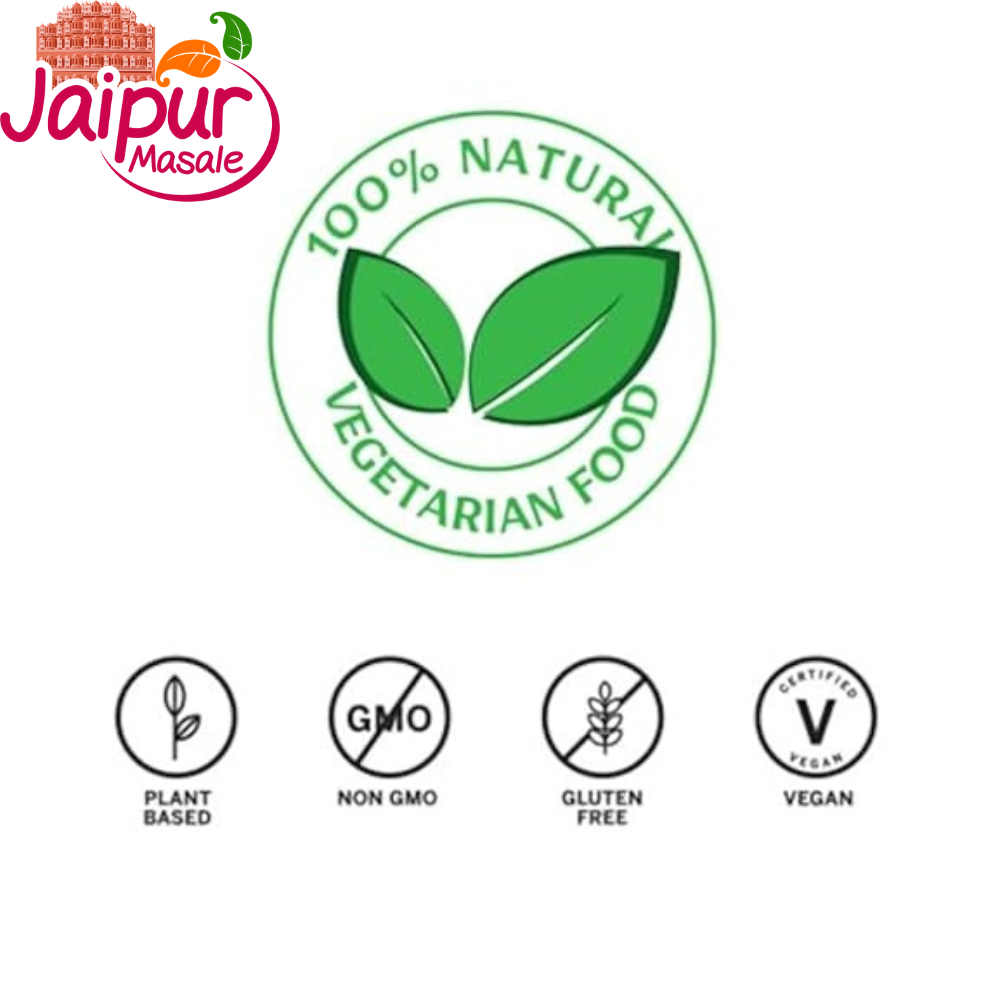 Jaipur
Masale
100% NATURAL
VEGETARIAN FOOD
GMO
CERTIFIED
V
VEGAN
PLANT
BASED
NON GMO
GLUTEN
FREE
VEGAN